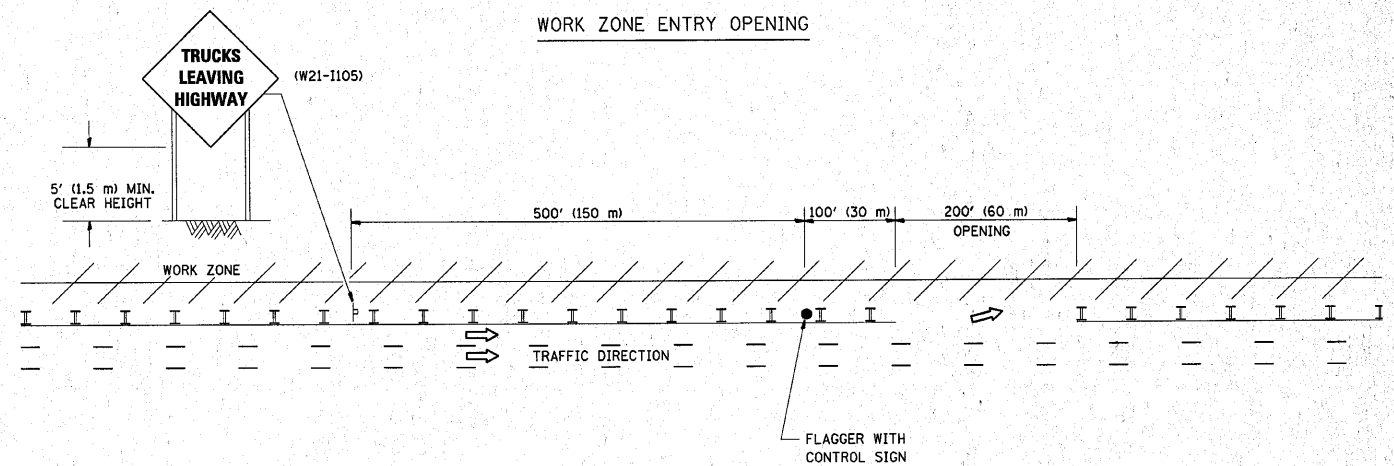 WORK ZONE ENTRY OPENING
TRUCKS
LEAVING
HIGHWAY
(W21-I105)
5' (1.5 m) MIN.
CLEAR HEIGHT
500' (150 m)
100' (30 m)
200' (60 m)
OPENING
WORK ZONE
TRAFFIC DIRECTION
FLAGGER WITH
CONTROL SIGN